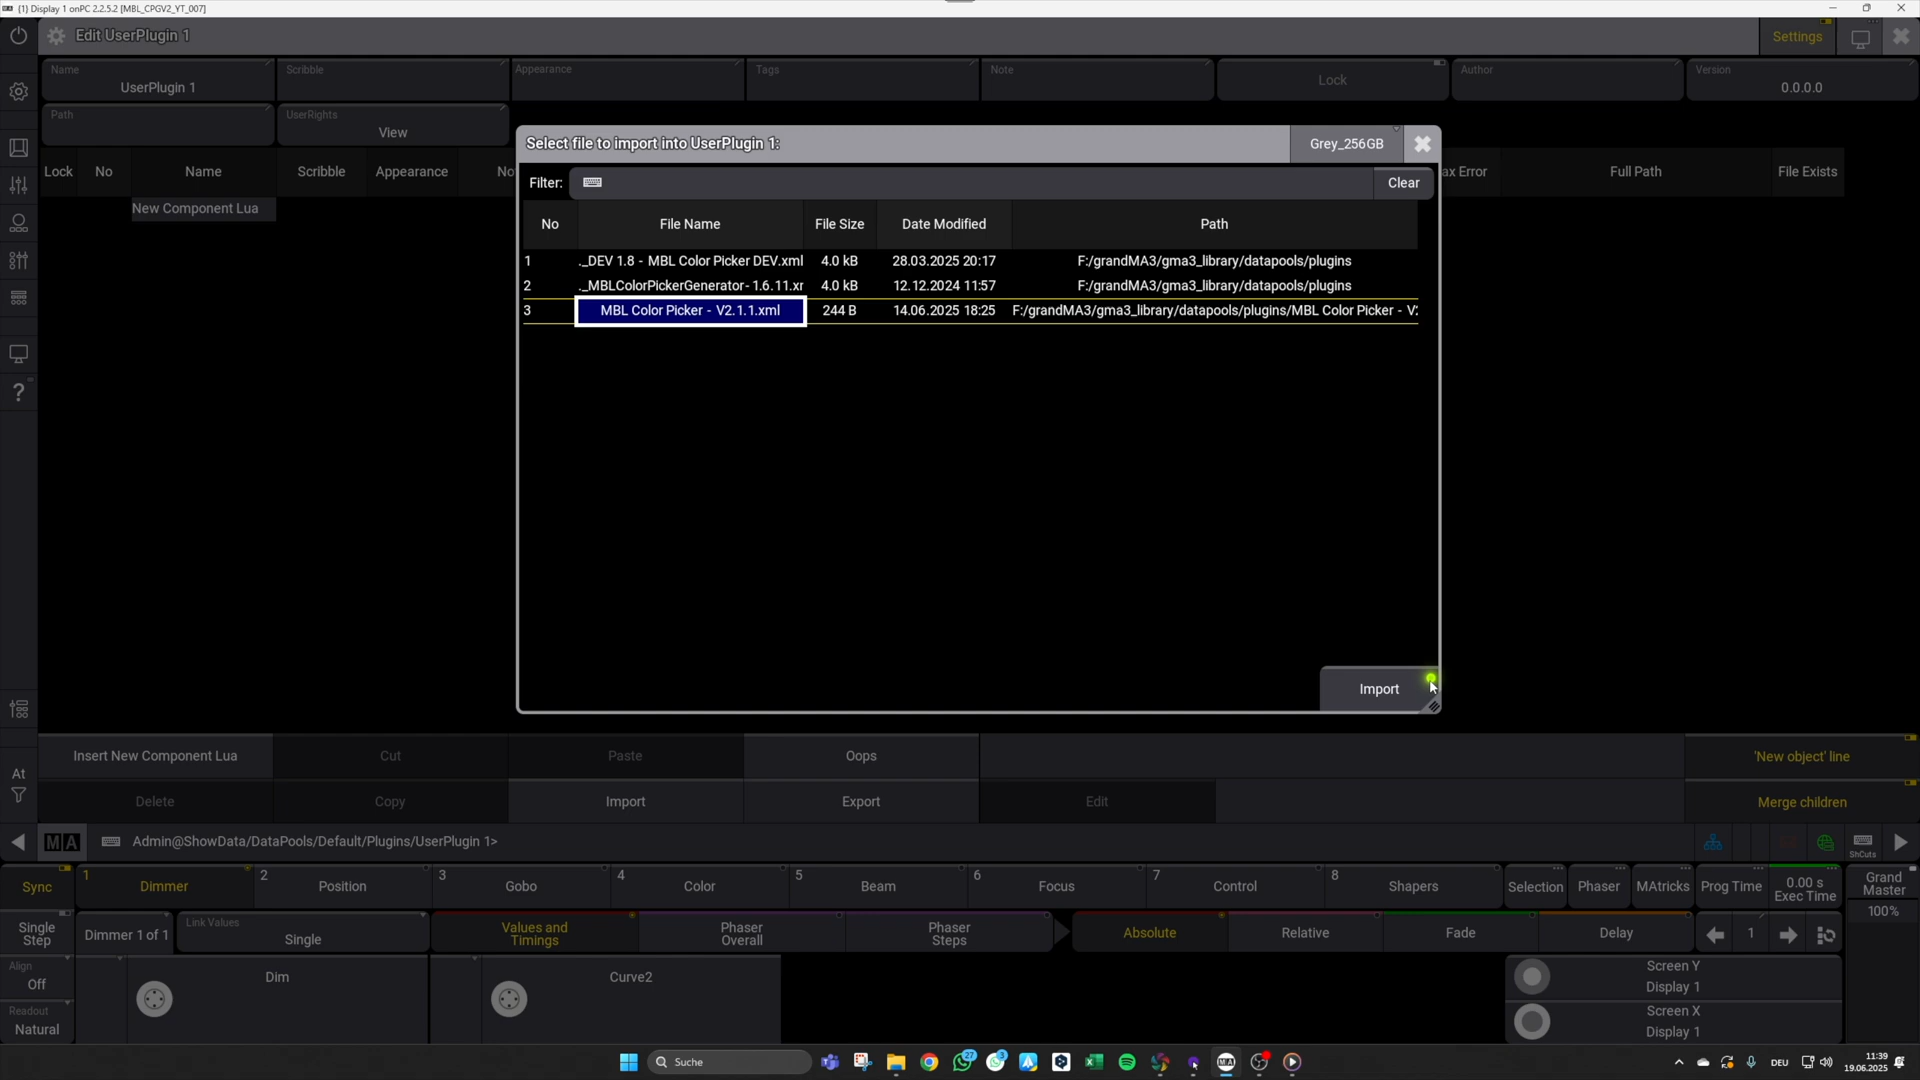 (1) Display 1 onPC 2.2.5.2 [MBL_CPGV2_YT_007]
Edit UserPlugin 1
Settings
Name Scribble Appearance Tags Note Lock Author Version
UserPlugin 1 0.0.0.0
Path UserRights
View
Select file to import into UserPlugin 1:
Grey_256GB
Lock No Name Scribble Appearance No
ax Error Full Path File Exists
Filter:
Clear
New Component Lua
No File Name File Size Date Modified Path
1 ._DEV 1.8 - MBL Color Picker DEV.xml 4.0 kB 28.03.2025 20:17 F:/grandMA3/gma3_library/datapools/plugins
2 ._MBLColorPickerGenerator- 1.6.11.xr 4.0 kB 12.12.2024 11:57 F:/grandMA3/gma3_library/datapools/plugins
3 MBL Color Picker - V2.1.1.xml 244 B 14.06.2025 18:25 F:/grandMA3/gma3_library/datapools/plugins/MBL Color Picker - V2
Import
Insert New Component Lua Cut Paste Oops 'New object' line
Delete Copy Import Export Edit Merge children
At
MA Admin@ShowData/DataPools/Default/Plugins/UserPlugin 1>
ShCuts
Sync 1 Dimmer 2 Position 3 Gobo 4 Color 5 Beam 6 Focus 7 Control 8 Shapers Selection Phaser MAtricks Prog Time 0.00 s Exec Time Grand Master
100%
Single Step Dimmer 1 of 1 Link Values Single Values and Timings Phaser Overall Phaser Steps Absolute Relative Fade Delay 1
Align Off
Dim Curve2
Screen Y
Display 1
Readout Natural
Screen X
Display 1
Suche
27
3
DEU
11:39
19.06.2025